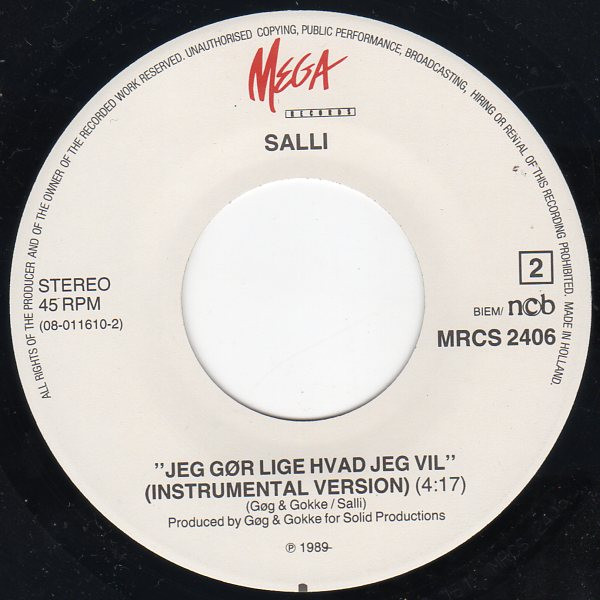 ALL RIGHTS OF THE PRODUCER AND OF THE OWNER OF THE RECORDED WORK RESERVED. UNAUTHORISED COPYING, PUBLIC PERFORMANCE, BROADCASTING, HIRING OR RENTAL OF THIS RECORDING PROHIBITED. MADE IN HOLLAND.
MEGA
RECORDS
SALLI
STEREO
45 RPM
(08-011610-2)
2
BIEM/ ncb
MRCS 2406
"JEG GØR LIGE HVAD JEG VIL"
(INSTRUMENTAL VERSION) (4:17)
(Gøg & Gokke / Salli)
Produced by Gøg & Gokke for Solid Productions
℗ 1989